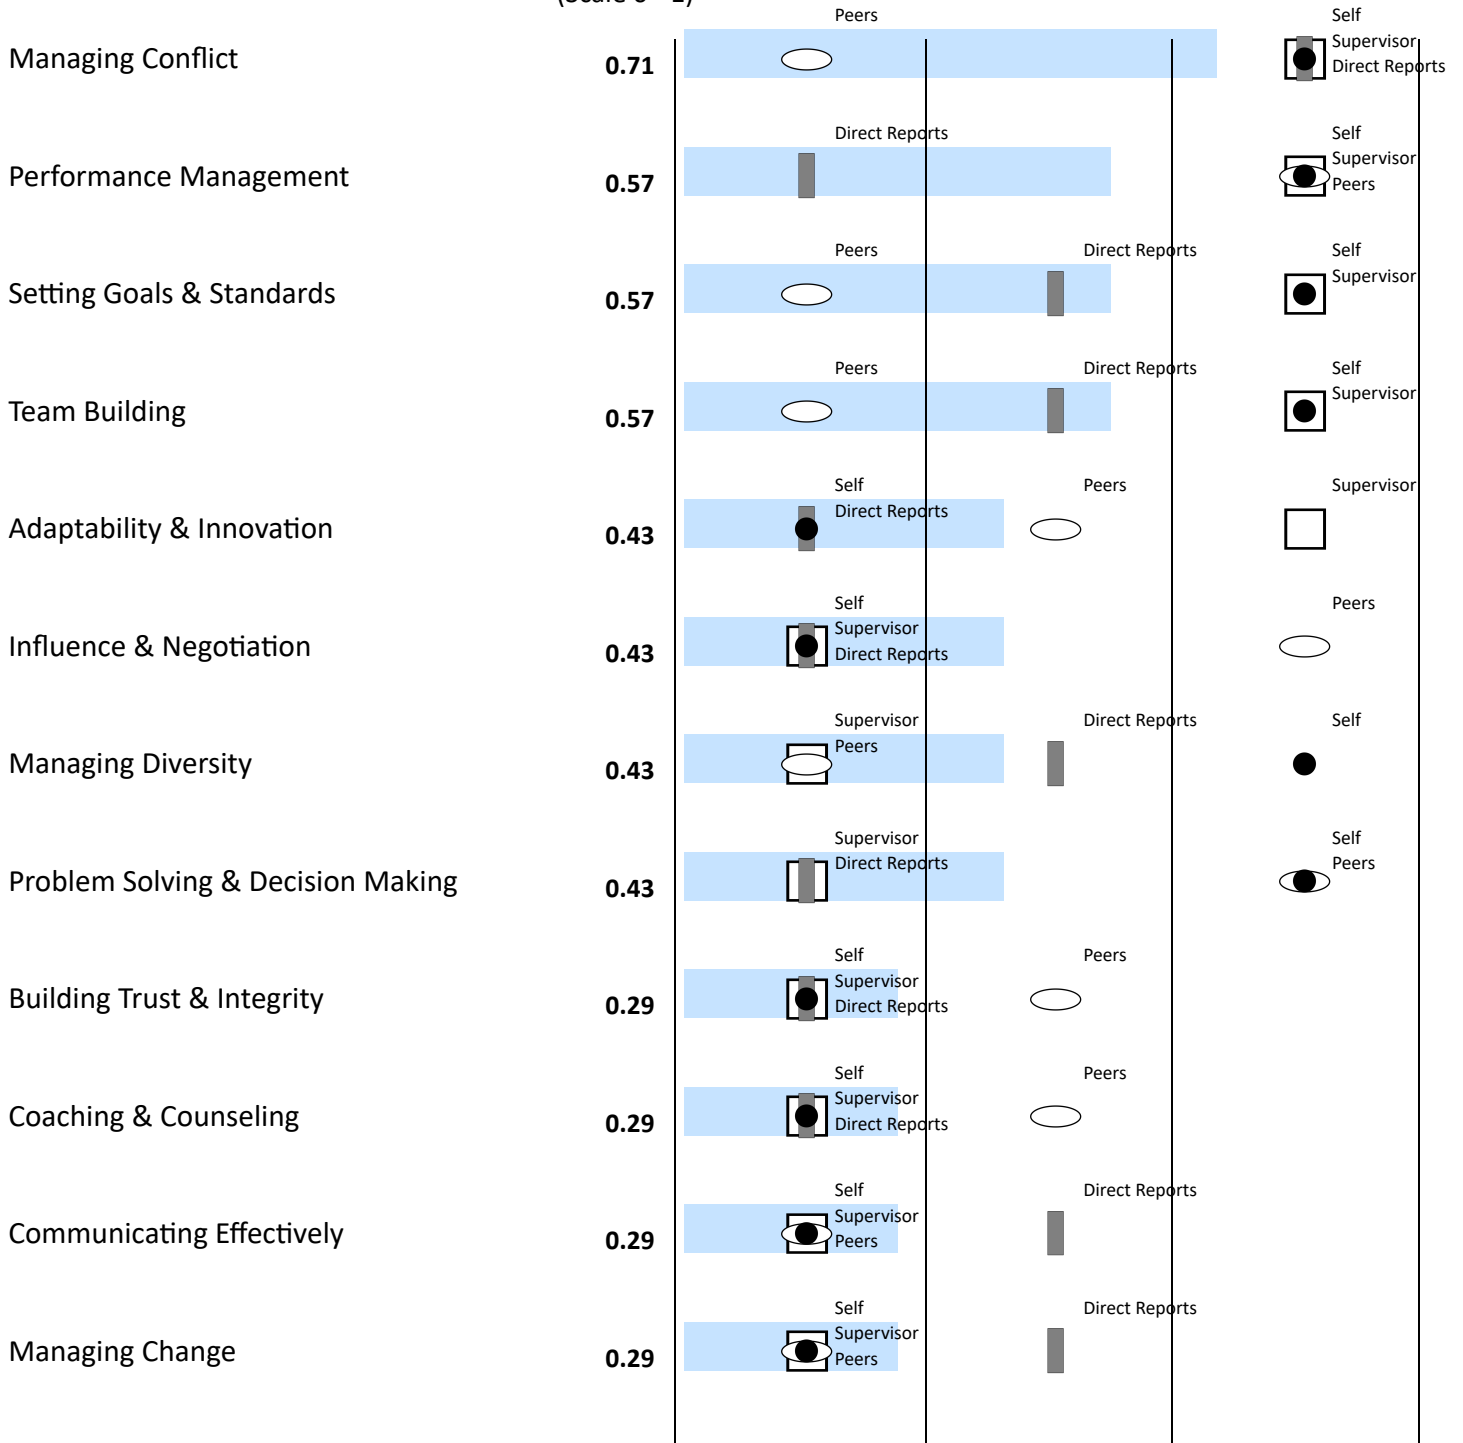 Peers
Self
Managing Conflict
0.71
Supervisor
Direct Reports
Direct Reports
Self
Performance Management
0.57
Supervisor
Peers
Peers
Direct Reports
Self
Setting Goals & Standards
0.57
Supervisor
Peers
Direct Reports
Self
Team Building
0.57
Supervisor
Self
Peers
Supervisor
Adaptability & Innovation
0.43
Direct Reports
Self
Peers
Influence & Negotiation
0.43
Supervisor
Direct Reports
Supervisor
Direct Reports
Self
Managing Diversity
0.43
Peers
Supervisor
Self
Problem Solving & Decision Making
0.43
Direct Reports
Peers
Self
Peers
Building Trust & Integrity
0.29
Supervisor
Direct Reports
Self
Peers
Coaching & Counseling
0.29
Supervisor
Direct Reports
Self
Direct Reports
Communicating Effectively
0.29
Supervisor
Peers
Self
Direct Reports
Managing Change
0.29
Supervisor
Peers